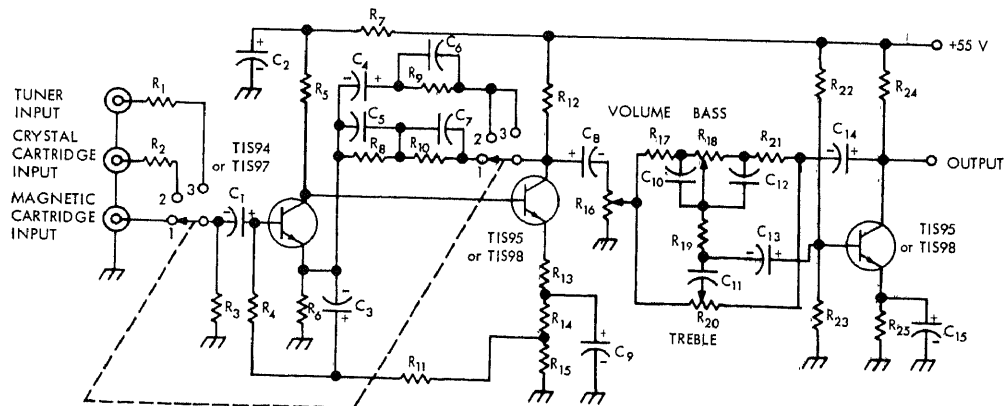 R7
+55 V
C2
C6
C4
R9
R5
R12
R22
R24
TUNER
INPUT
R1
2
3
CRYSTAL
CARTRIDGE
INPUT
R2
TIS94
or TIS97
C5
C7
R8
R10
1
C8
VOLUME
BASS
R17
R18
R21
C14
OUTPUT
2
3
C10
C12
MAGNETIC
CARTRIDGE
INPUT
1
C1
R16
R19
C13
TIS95
or TIS98
TIS95
or TIS98
C11
R13
R3
R4
R6
C3
R14
R20
TREBLE
R23
R25
C15
R11
R15
C9